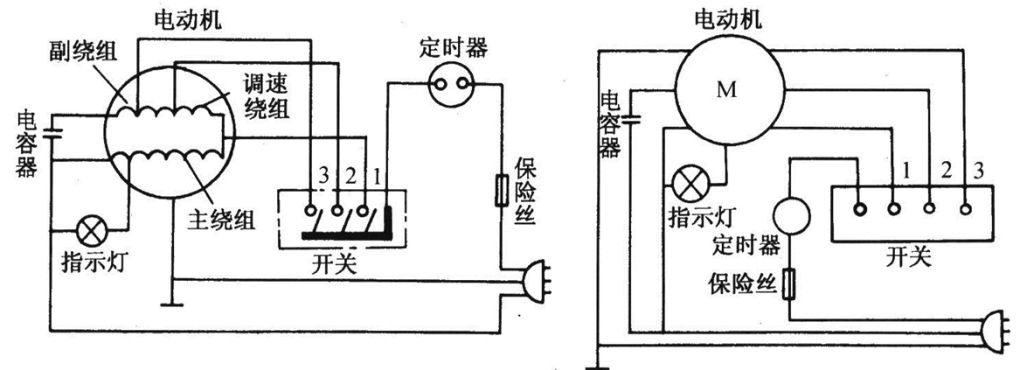 电动机
副绕组
调速
绕组
定时器
电容器
3 2 1
保险丝
主绕组
指示灯
开关
电动机
M
电容器
1 2 3
指示灯
定时器
开关
保险丝